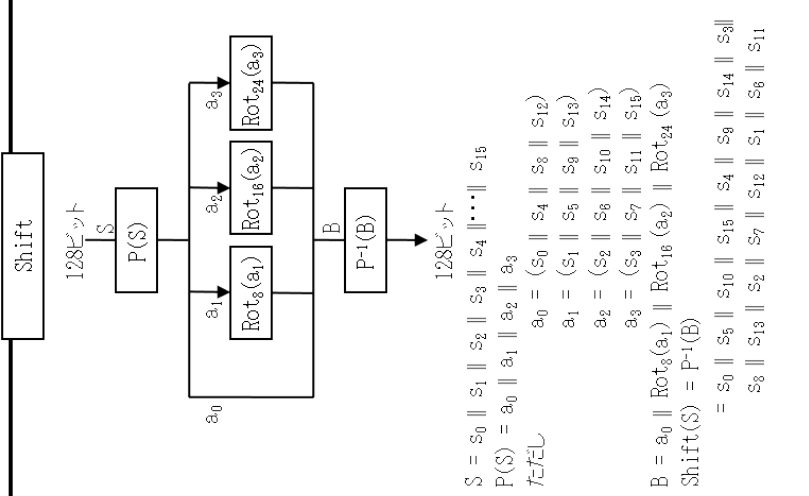 Shift
128ビット
S
P(S)
a₀ a₁ a₂ a₃
Rot₈(a₁) Rot₁₆(a₂) Rot₂₄(a₃)
B
P⁻¹(B)
128ビット
S = s₀ ‖ s₁ ‖ s₂ ‖ s₃ ‖ s₄ ‖…‖ s₁₅
P(S) = a₀ ‖ a₁ ‖ a₂ ‖ a₃
ただし
a₀ = (s₀ ‖ s₄ ‖ s₈ ‖ s₁₂)
a₁ = (s₁ ‖ s₅ ‖ s₉ ‖ s₁₃)
a₂ = (s₂ ‖ s₆ ‖ s₁₀ ‖ s₁₄)
a₃ = (s₃ ‖ s₇ ‖ s₁₁ ‖ s₁₅)
B = a₀ ‖ Rot₈(a₁) ‖ Rot₁₆(a₂) ‖ Rot₂₄(a₃)
Shift(S) = P⁻¹(B)
= s₀ ‖ s₅ ‖ s₁₀ ‖ s₁₅ ‖ s₄ ‖ s₉ ‖ s₁₄ ‖ s₃‖
s₈ ‖ s₁₃ ‖ s₂ ‖ s₇ ‖ s₁₂ ‖ s₁ ‖ s₆ ‖ s₁₁